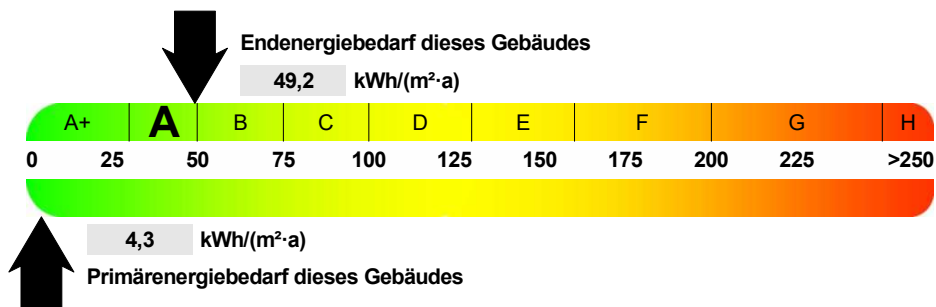 Endenergiebedarf dieses Gebäudes
49,2 kWh/(m²·a)
A+ A B C D E F G H
0 25 50 75 100 125 150 175 200 225 >250
4,3 kWh/(m²·a)
Primärenergiebedarf dieses Gebäudes